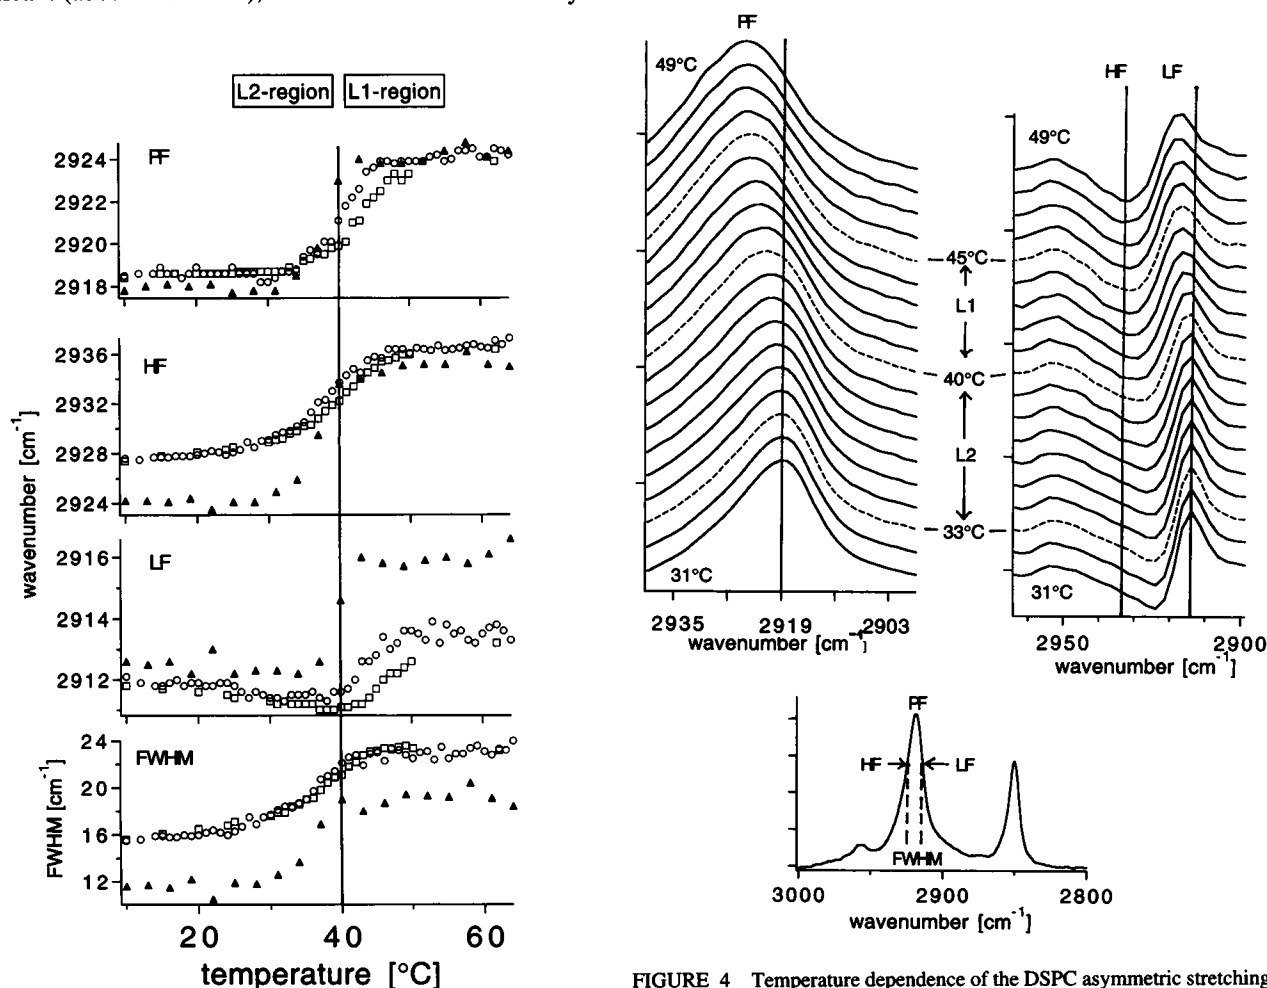 L2-region
L1-region
PF
2924
2922
2920
2918
HF
2936
2932
2928
2924
LF
2916
2914
2912
FWHM
24
20
16
12
wavenumber [cm-1]
FWHM [cm-1]
20 40 60
temperature [°C]
PF
49°C
31°C
2935 2919 2903
wavenumber [cm-1]
45°C
L1
40°C
L2
33°C
HF LF
49°C
31°C
2950 2900
wavenumber [cm-1]
PF
HF LF
FWHM
3000 2900 2800
wavenumber [cm-1]
FIGURE 4 Temperature dependence of the DSPC asymmetric stretching